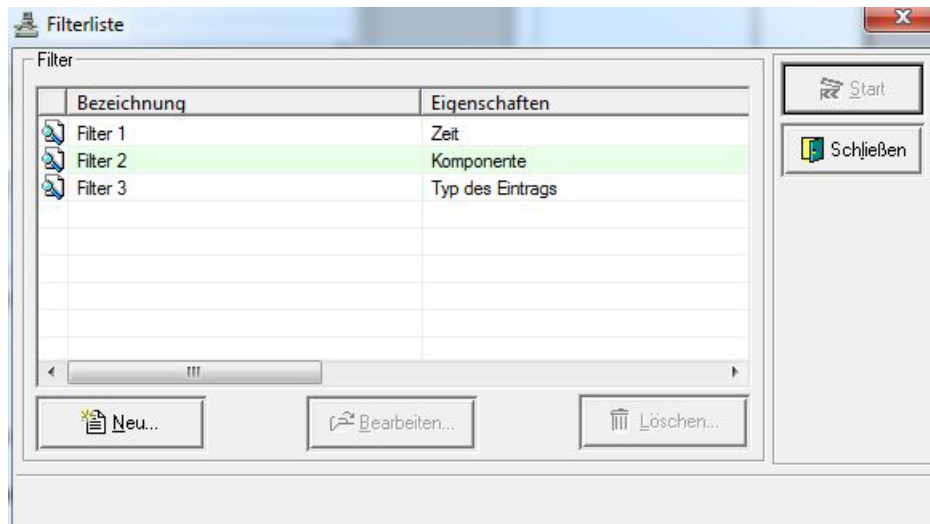 Filterliste
Filter
Bezeichnung Eigenschaften
Filter 1 Zeit
Filter 2 Komponente
Filter 3 Typ des Eintrags
Neu... Bearbeiten... Löschen...
Start
Schließen